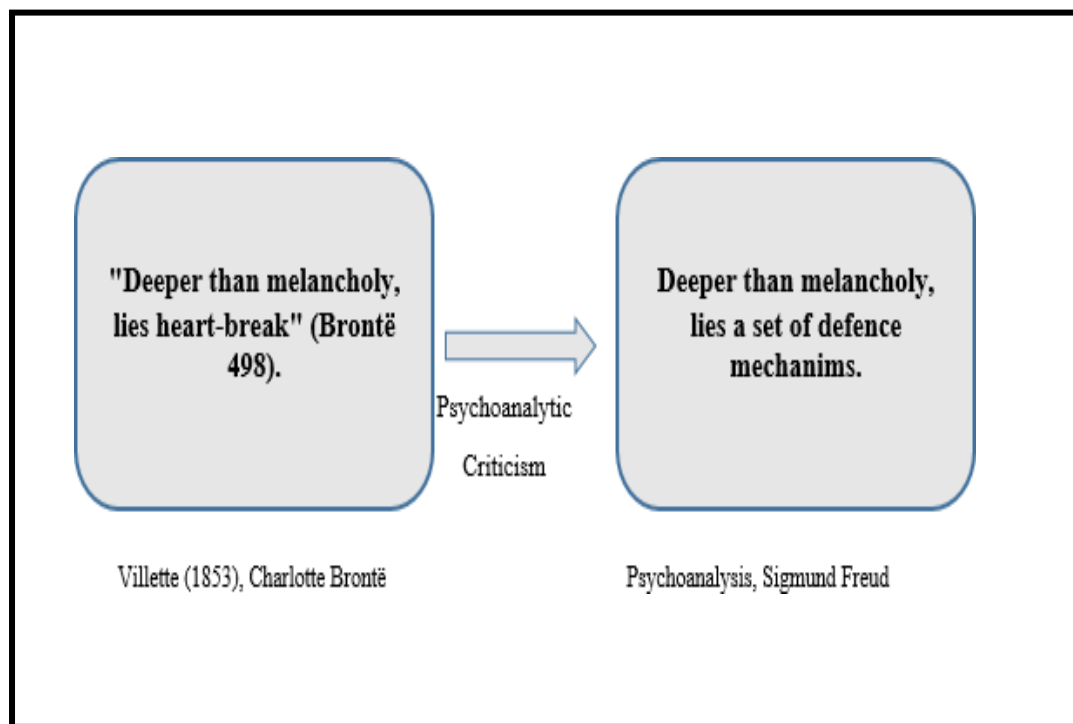 "Deeper than melancholy,
lies heart-break" (Brontë
498).
Psychoanalytic
Criticism
Deeper than melancholy,
lies a set of defence
mechanims.
Villette (1853), Charlotte Brontë
Psychoanalysis, Sigmund Freud